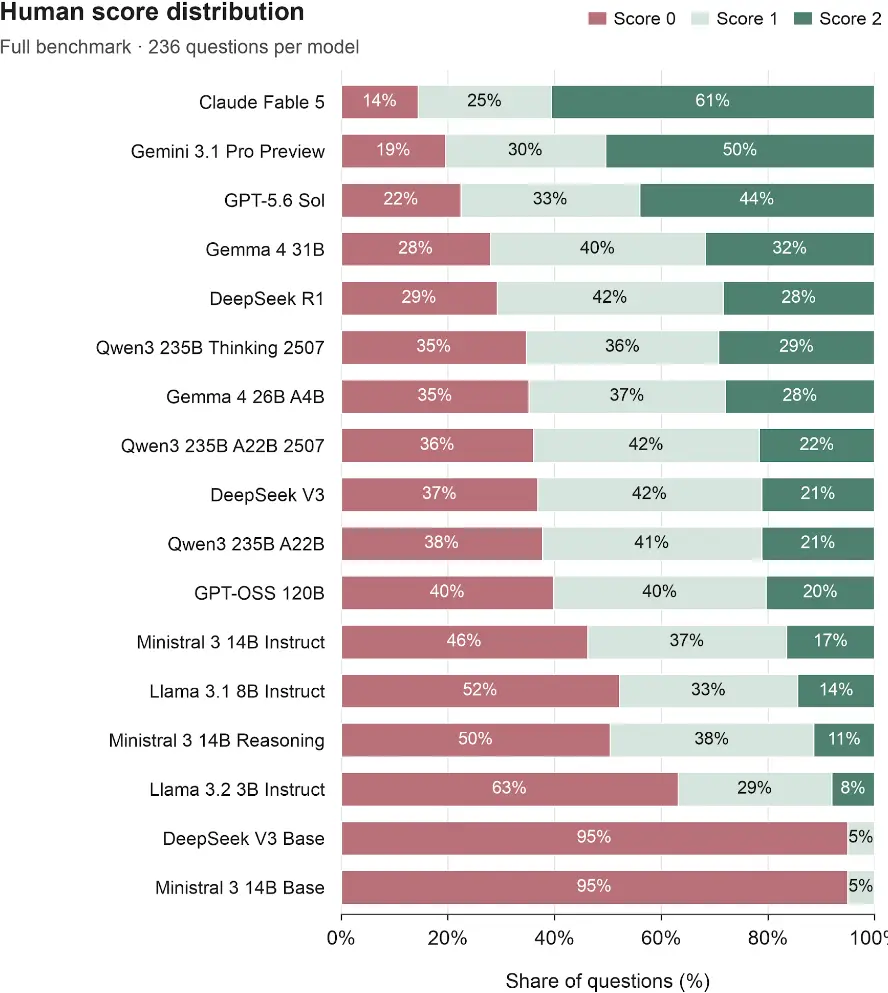 Human score distribution
Score 0 Score 1 Score 2
Full benchmark · 236 questions per model
Claude Fable 5 14% 25% 61%
Gemini 3.1 Pro Preview 19% 30% 50%
GPT-5.6 Sol 22% 33% 44%
Gemma 4 31B 28% 40% 32%
DeepSeek R1 29% 42% 28%
Qwen3 235B Thinking 2507 35% 36% 29%
Gemma 4 26B A4B 35% 37% 28%
Qwen3 235B A22B 2507 36% 42% 22%
DeepSeek V3 37% 42% 21%
Qwen3 235B A22B 38% 41% 21%
GPT-OSS 120B 40% 40% 20%
Ministral 3 14B Instruct 46% 37% 17%
Llama 3.1 8B Instruct 52% 33% 14%
Ministral 3 14B Reasoning 50% 38% 11%
Llama 3.2 3B Instruct 63% 29% 8%
DeepSeek V3 Base 95% 5%
Ministral 3 14B Base 95% 5%
0% 20% 40% 60% 80% 100%
Share of questions (%)